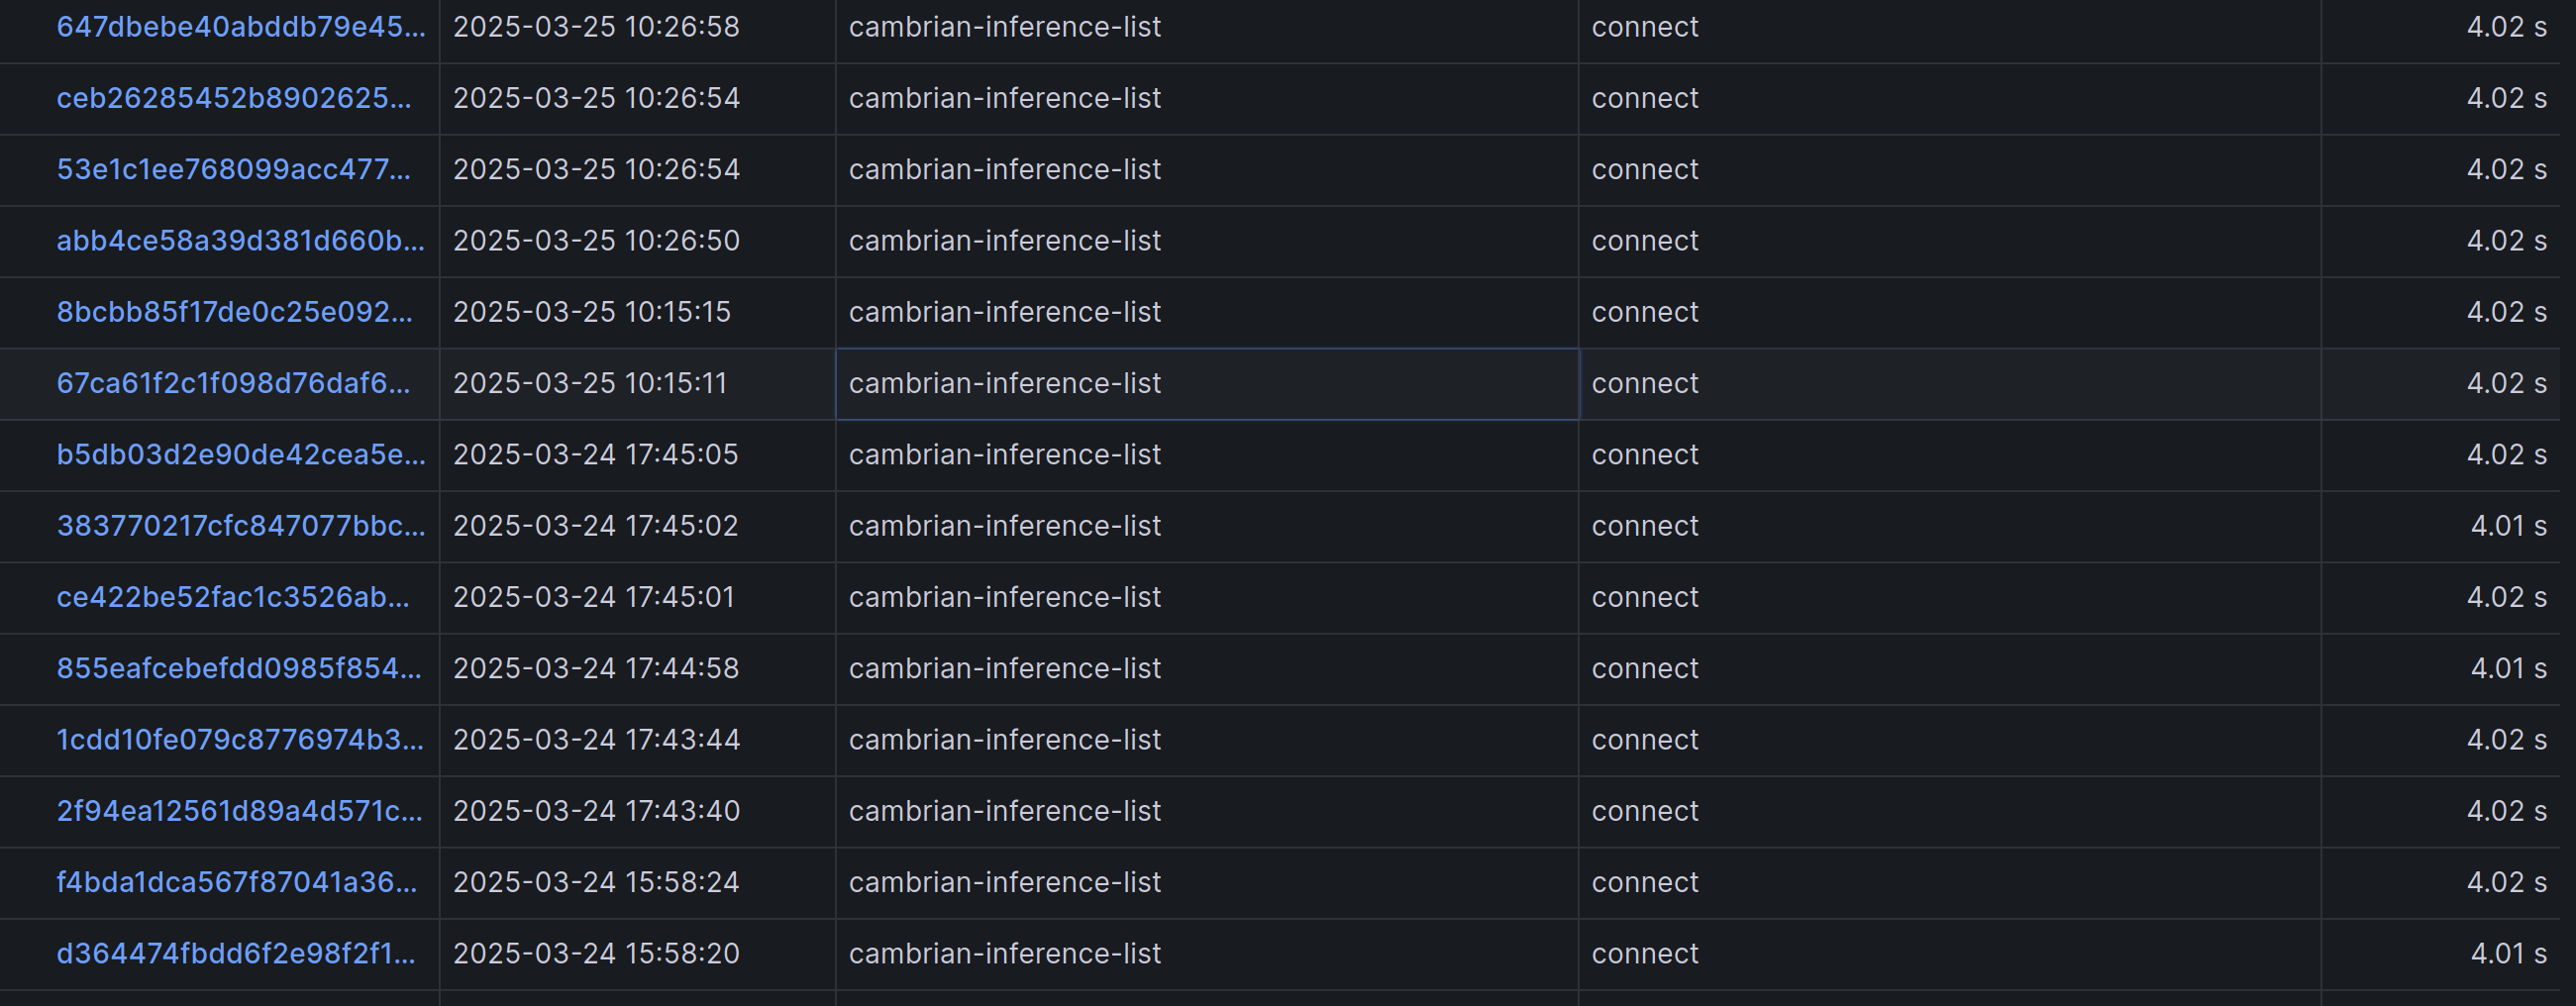 647dbebe40abddb79e45... 2025-03-25 10:26:58 cambrian-inference-list connect 4.02 s
ceb26285452b8902625... 2025-03-25 10:26:54 cambrian-inference-list connect 4.02 s
53e1c1ee768099acc477... 2025-03-25 10:26:54 cambrian-inference-list connect 4.02 s
abb4ce58a39d381d660b... 2025-03-25 10:26:50 cambrian-inference-list connect 4.02 s
8bcbb85f17de0c25e092... 2025-03-25 10:15:15 cambrian-inference-list connect 4.02 s
67ca61f2c1f098d76daf6... 2025-03-25 10:15:11 cambrian-inference-list connect 4.02 s
b5db03d2e90de42cea5e... 2025-03-24 17:45:05 cambrian-inference-list connect 4.02 s
383770217cfc847077bbc... 2025-03-24 17:45:02 cambrian-inference-list connect 4.01 s
ce422be52fac1c3526ab... 2025-03-24 17:45:01 cambrian-inference-list connect 4.02 s
855eafcebefdd0985f854... 2025-03-24 17:44:58 cambrian-inference-list connect 4.01 s
1cdd10fe079c8776974b3... 2025-03-24 17:43:44 cambrian-inference-list connect 4.02 s
2f94ea12561d89a4d571c... 2025-03-24 17:43:40 cambrian-inference-list connect 4.02 s
f4bda1dca567f87041a36... 2025-03-24 15:58:24 cambrian-inference-list connect 4.02 s
d364474fbdd6f2e98f2f1... 2025-03-24 15:58:20 cambrian-inference-list connect 4.01 s